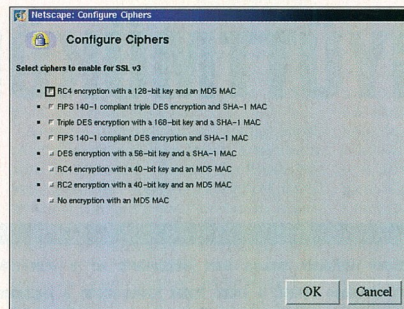 Netscape: Configure Ciphers
Configure Ciphers
Select ciphers to enable for SSL v3
RC4 encryption with a 128-bit key and an MD5 MAC
FIPS 140-1 compliant triple DES encryption and SHA-1 MAC
Triple DES encryption with a 168-bit key and a SHA-1 MAC
FIPS 140-1 compliant DES encryption and SHA-1 MAC
DES encryption with a 56-bit key and a SHA-1 MAC
RC4 encryption with a 40-bit key and an MD5 MAC
RC2 encryption with a 40-bit key and an MD5 MAC
No encryption with an MD5 MAC
OK Cancel